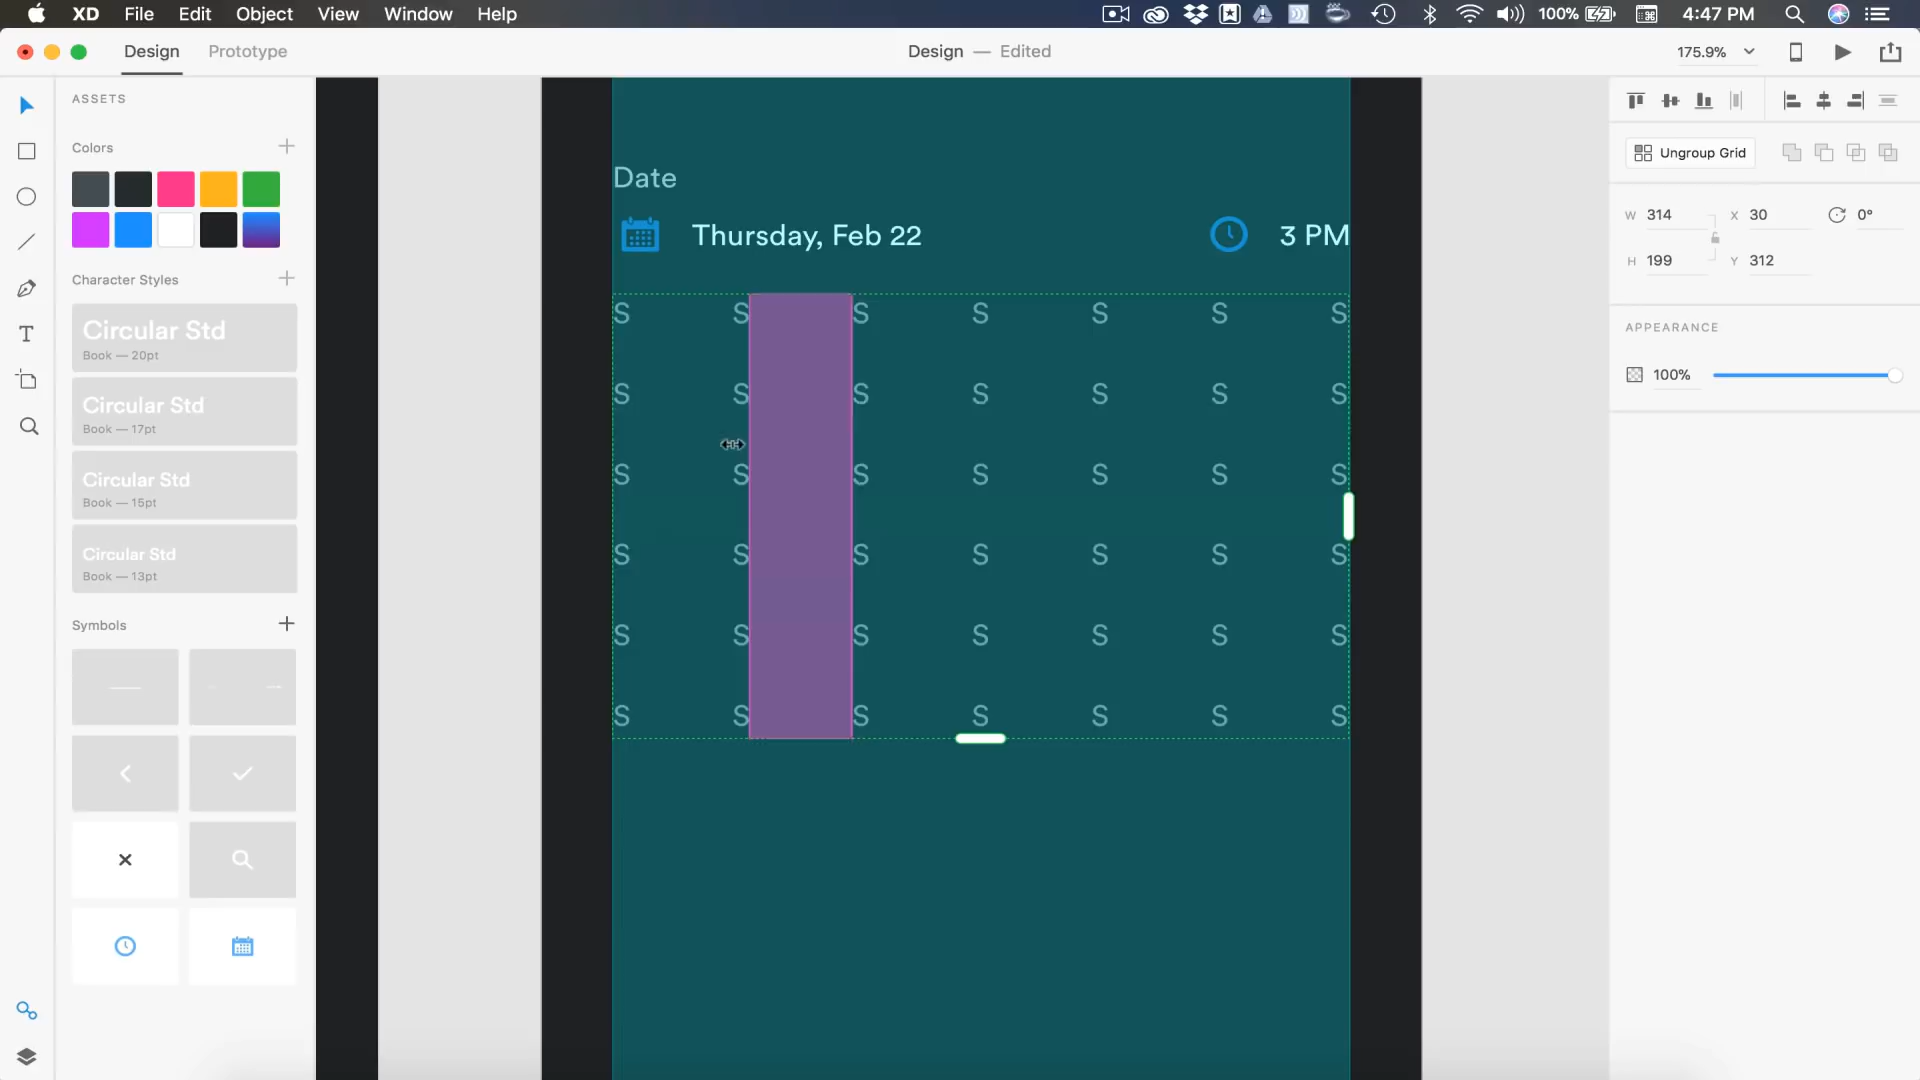 XD File Edit Object View Window Help 100% 4:47 PM
Design Prototype Design — Edited 175.9%
ASSETS
Colors
Character Styles
Circular Std
Book — 20pt
Circular Std
Book — 17pt
Circular Std
Book — 15pt
Circular Std
Book — 13pt
Symbols
Date
Thursday, Feb 22 3 PM
S S S S S S S
S S S S S S S
S S S S S S S
S S S S S S S
S S S S S S S
S S S S S S S
Ungroup Grid
W 314 X 30 0°
H 199 Y 312
APPEARANCE
100%